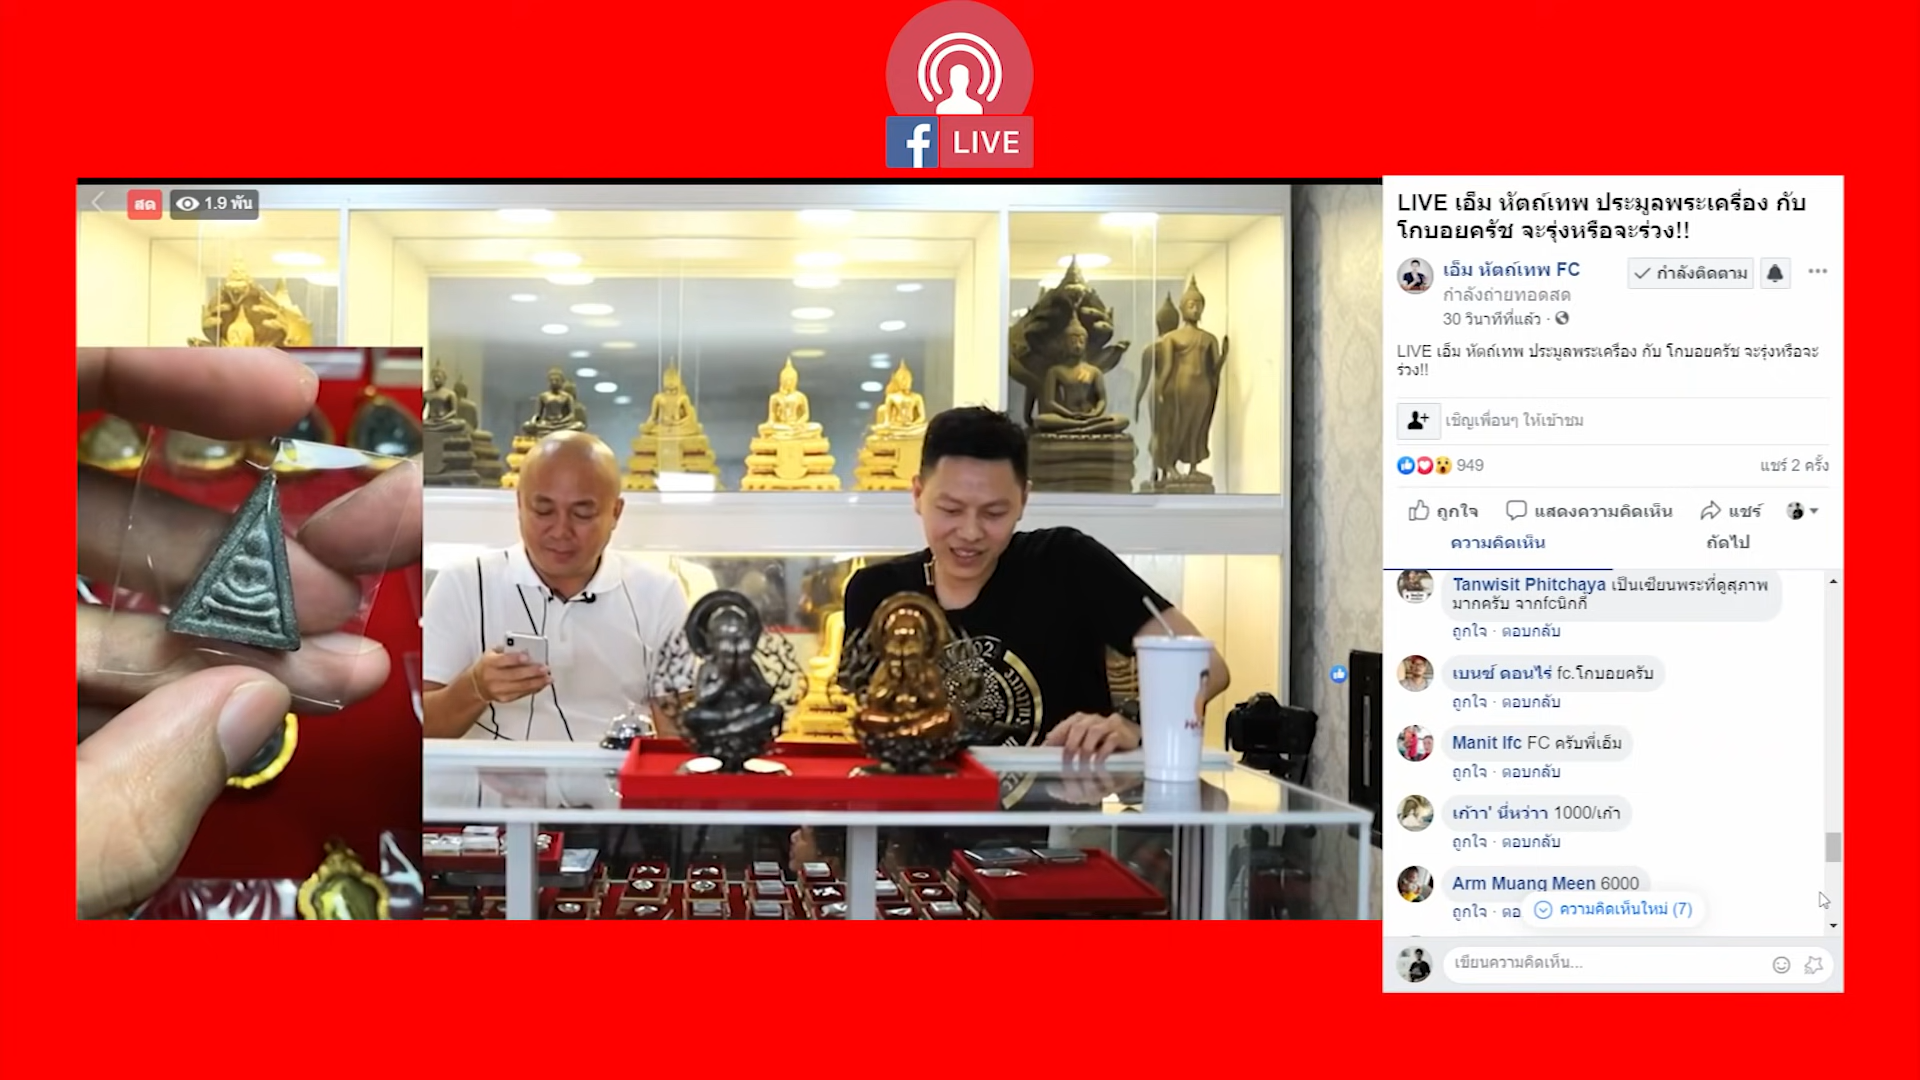 f LIVE
สด
1.9 พัน
LIVE เอ็ม หัตถ์เทพ ประมูลพระเครื่อง กับ
โกบอยครัช จะรุ่งหรือจะร่วง!!
เอ็ม หัตถ์เทพ FC
กำลังติดตาม
กำลังถ่ายทอดสด
30 วินาทีที่แล้ว ·
LIVE เอ็ม หัตถ์เทพ ประมูลพระเครื่อง กับ โกบอยครัช จะรุ่งหรือจะ
ร่วง!!
เชิญเพื่อนๆ ให้เข้าชม
949
แชร์ 2 ครั้ง
ถูกใจ
แสดงความคิดเห็น
แชร์
ความคิดเห็น
ถัดไป
Tanwisit Phitchaya เป็นเซียนพระที่ดูสุภาพ
มากครับ จากfcนิกกี้
ถูกใจ · ตอบกลับ
เบนซ์ ดอนไร่ fc.โกบอยครับ
ถูกใจ · ตอบกลับ
Manit Ifc FC ครับพี่เอ็ม
ถูกใจ · ตอบกลับ
เก้าา' นี่หว่าา 1000/เก้า
ถูกใจ · ตอบกลับ
Arm Muang Meen 6000
ถูกใจ · ตอ
ความคิดเห็นใหม่ (7)
เขียนความคิดเห็น...